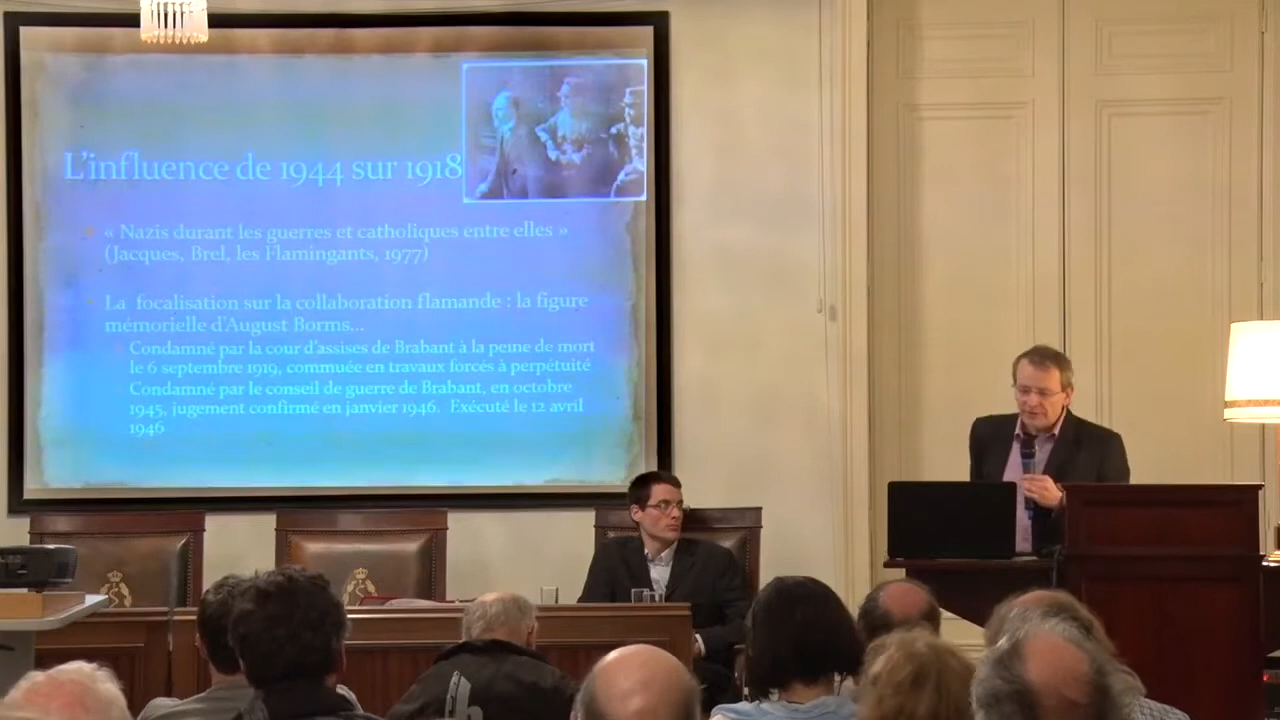 L'influence de 1944 sur 1918
« Nazis durant les guerres et catholiques entre elles »
(Jacques, Brel, les Flamingants, 1977)
La focalisation sur la collaboration flamande : la figure
mémorielle d'August Borms...
Condamné par la cour d'assises de Brabant à la peine de mort
le 6 septembre 1919, commuée en travaux forcés à perpétuité
Condamné par le conseil de guerre de Brabant, en octobre
1945, jugement confirmé en janvier 1946. Exécuté le 12 avril
1946